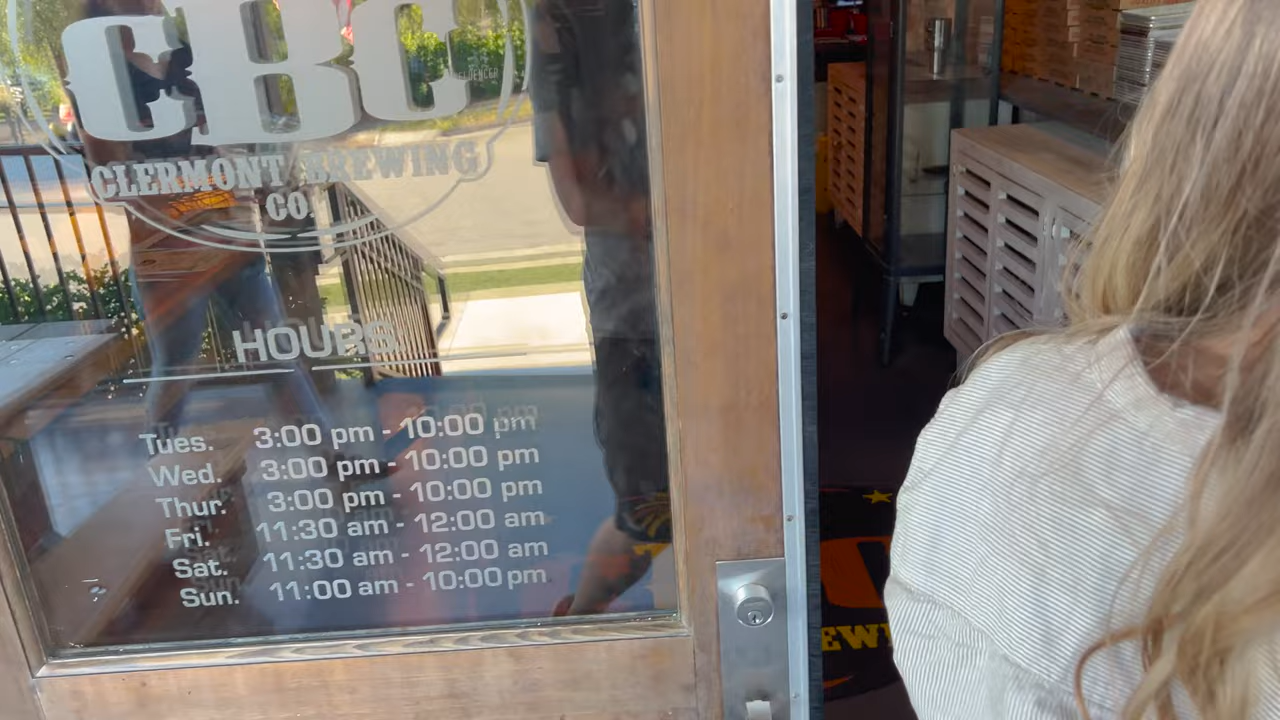 CBC
CLERMONT BREWING
CO.
HOURS
Tues. 3:00 pm - 10:00 pm
Wed. 3:00 pm - 10:00 pm
Thur. 3:00 pm - 10:00 pm
Fri. 11:30 am - 12:00 am
Sat. 11:30 am - 12:00 am
Sun. 11:00 am - 10:00 pm